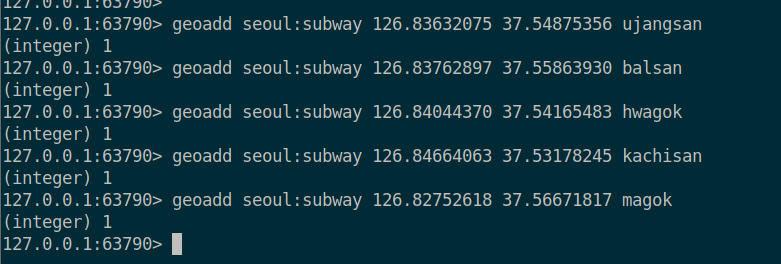 127.0.0.1:63790>
127.0.0.1:63790> geoadd seoul:subway 126.83632075 37.54875356 ujangsan
(integer) 1
127.0.0.1:63790> geoadd seoul:subway 126.83762897 37.55863930 balsan
(integer) 1
127.0.0.1:63790> geoadd seoul:subway 126.84044370 37.54165483 hwagok
(integer) 1
127.0.0.1:63790> geoadd seoul:subway 126.84664063 37.53178245 kachisan
(integer) 1
127.0.0.1:63790> geoadd seoul:subway 126.82752618 37.56671817 magok
(integer) 1
127.0.0.1:63790>